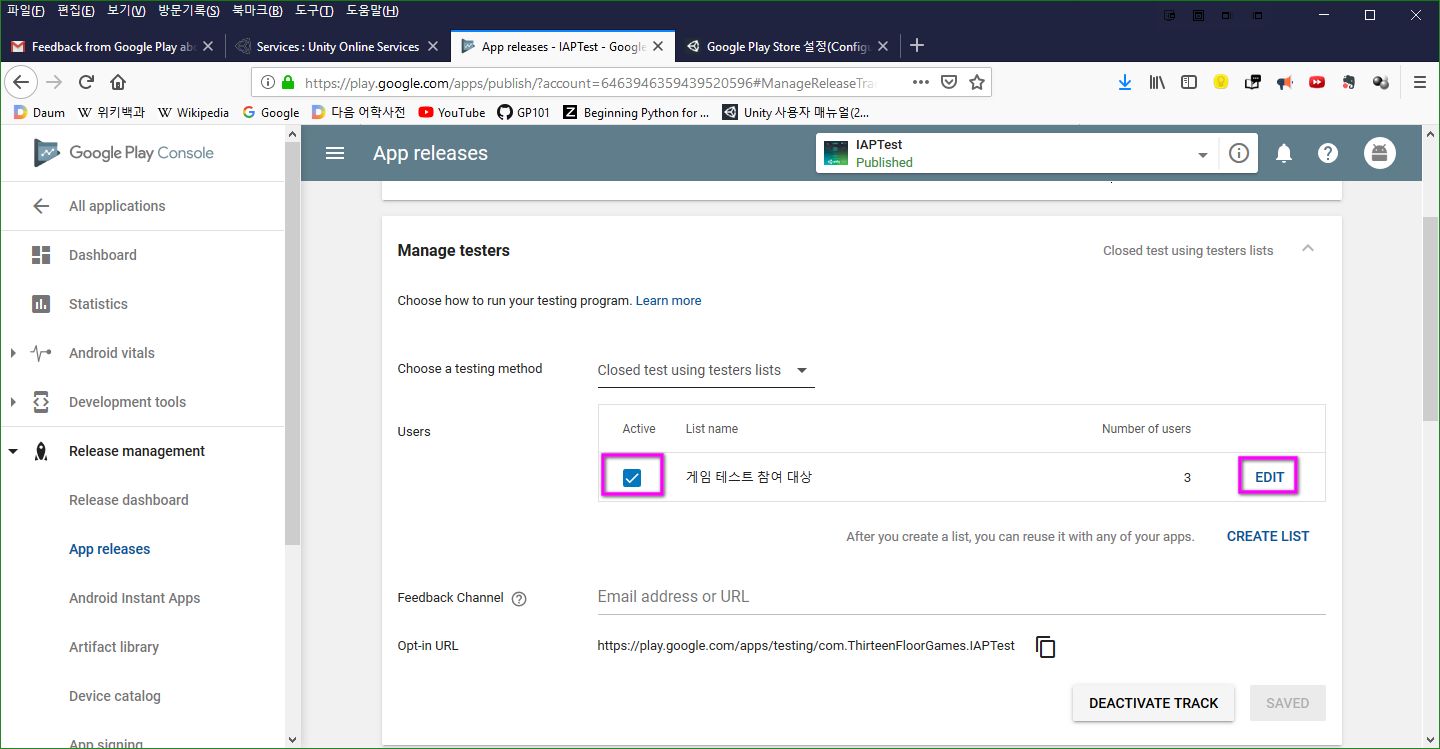 파일(F) 편집(E) 보기(V) 방문기록(S) 북마크(B) 도구(T) 도움말(H)
Feedback from Google Play abo
Services : Unity Online Services
App releases - IAPTest - Google
Google Play Store 설정(Configu
https://play.google.com/apps/publish/?account=6463946359439520596#ManageReleaseTra
Daum 위키백과 Wikipedia Google 다음 어학사전 YouTube GP101 Beginning Python for ... Unity 사용자 매뉴얼(2...
Google Play Console
App releases
IAPTest
Published
All applications
Dashboard
Statistics
Android vitals
Development tools
Release management
Release dashboard
App releases
Android Instant Apps
Artifact library
Device catalog
App signing
Manage testers
Closed test using testers lists
Choose how to run your testing program. Learn more
Choose a testing method
Closed test using testers lists
Users
Active List name Number of users
게임 테스트 참여 대상 3 EDIT
After you create a list, you can reuse it with any of your apps. CREATE LIST
Feedback Channel
Email address or URL
Opt-in URL
https://play.google.com/apps/testing/com.ThirteenFloorGames.IAPTest
DEACTIVATE TRACK SAVED